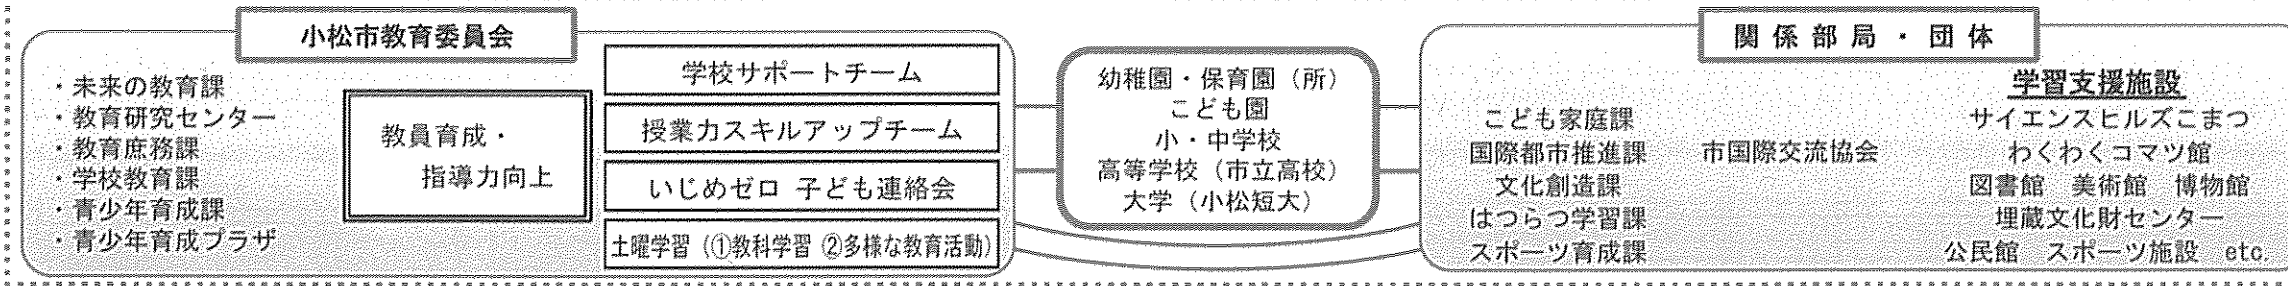 小松市教育委員会
・未来の教育課
・教育研究センター
・教育庶務課
・学校教育課
・青少年育成課
・青少年育成プラザ
教員育成・
指導力向上
学校サポートチーム
授業力スキルアップチーム
いじめゼロ 子ども連絡会
土曜学習（①教科学習 ②多様な教育活動）
幼稚園・保育園（所）
こども園
小・中学校
高等学校（市立高校）
大学（小松短大）
関係部局・団体
こども家庭課
国際都市推進課
文化創造課
はつらつ学習課
スポーツ育成課
市国際交流協会
学習支援施設
サイエンスヒルズこまつ
わくわくコマツ館
図書館 美術館 博物館
埋蔵文化財センター
公民館 スポーツ施設 etc.